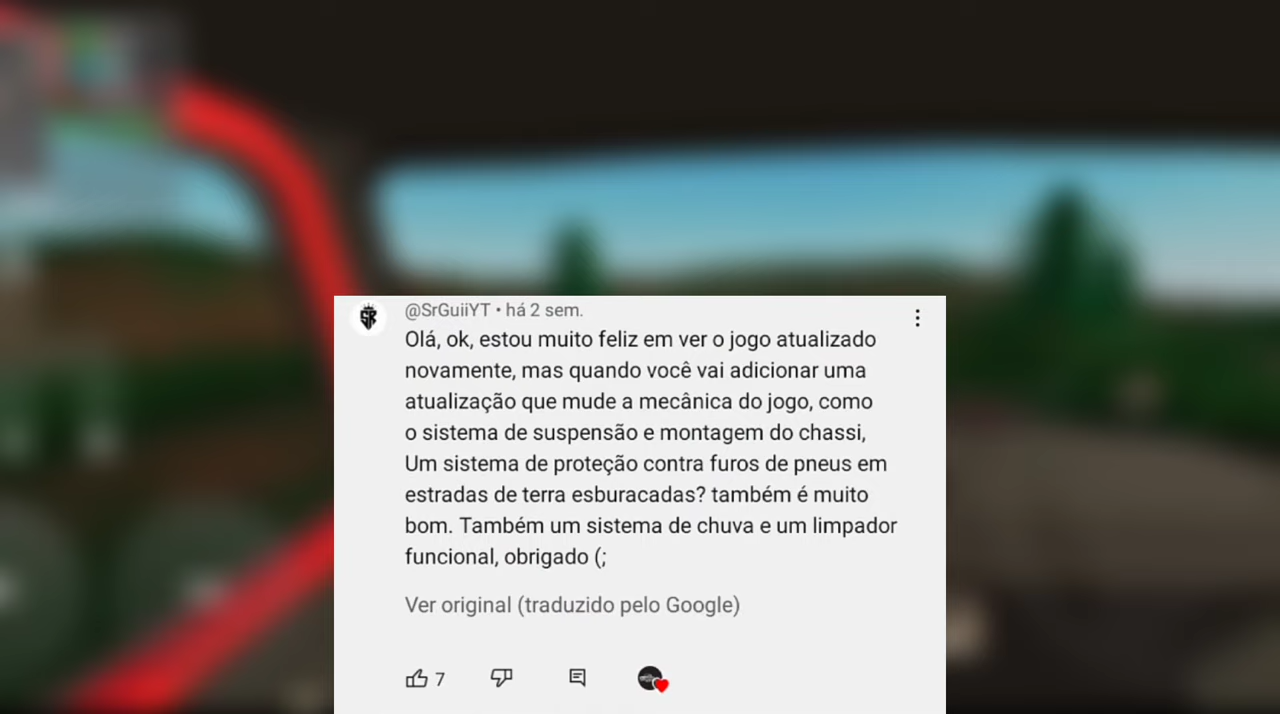 @SrGuiiYT • há 2 sem.
Olá, ok, estou muito feliz em ver o jogo atualizado
novamente, mas quando você vai adicionar uma
atualização que mude a mecânica do jogo, como
o sistema de suspensão e montagem do chassi,
Um sistema de proteção contra furos de pneus em
estradas de terra esburacadas? também é muito
bom. Também um sistema de chuva e um limpador
funcional, obrigado (;
Ver original (traduzido pelo Google)
7